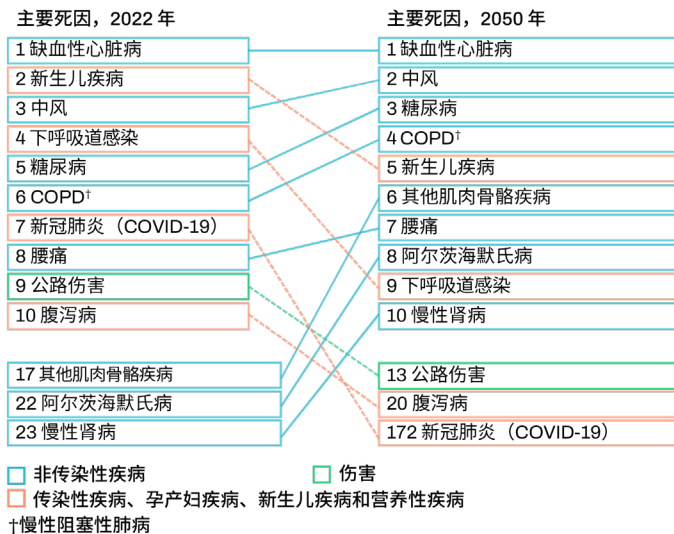 主要死因，2022 年
1 缺血性心脏病
2 新生儿疾病
3 中风
4 下呼吸道感染
5 糖尿病
6 COPD†
7 新冠肺炎（COVID-19）
8 腰痛
9 公路伤害
10 腹泻病
17 其他肌肉骨骼疾病
22 阿尔茨海默氏病
23 慢性肾病
主要死因，2050 年
1 缺血性心脏病
2 中风
3 糖尿病
4 COPD†
5 新生儿疾病
6 其他肌肉骨骼疾病
7 腰痛
8 阿尔茨海默氏病
9 下呼吸道感染
10 慢性肾病
13 公路伤害
20 腹泻病
172 新冠肺炎（COVID-19）
非传染性疾病
伤害
传染性疾病、孕产妇疾病、新生儿疾病和营养性疾病
†慢性阻塞性肺病